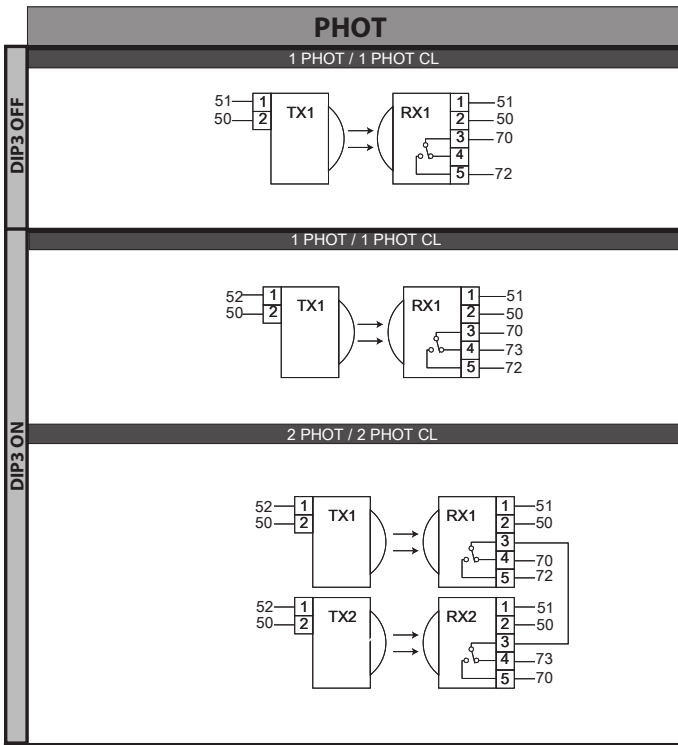 PHOT
DIP3 OFF
1 PHOT / 1 PHOT CL
51 1 TX1 RX1 1 51
50 2 2 50
3 70
4
5 72
DIP3 ON
1 PHOT / 1 PHOT CL
52 1 TX1 RX1 1 51
50 2 2 50
3 70
4 73
5 72
2 PHOT / 2 PHOT CL
52 1 TX1 RX1 1 51
50 2 2 50
3
4 70
5 72
52 1 TX2 RX2 1 51
50 2 2 50
3
4 73
5 70